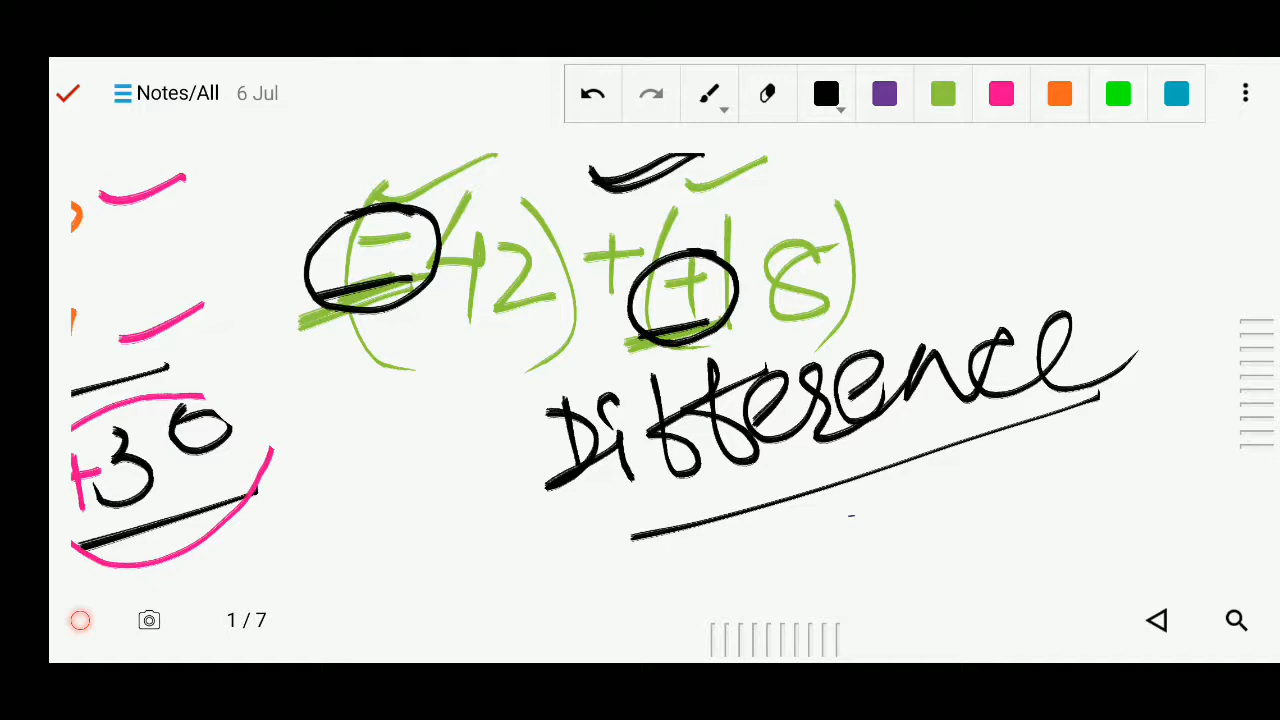 Notes/All 6 Jul
(-42) + (+18)
Difference
+30
1 / 7